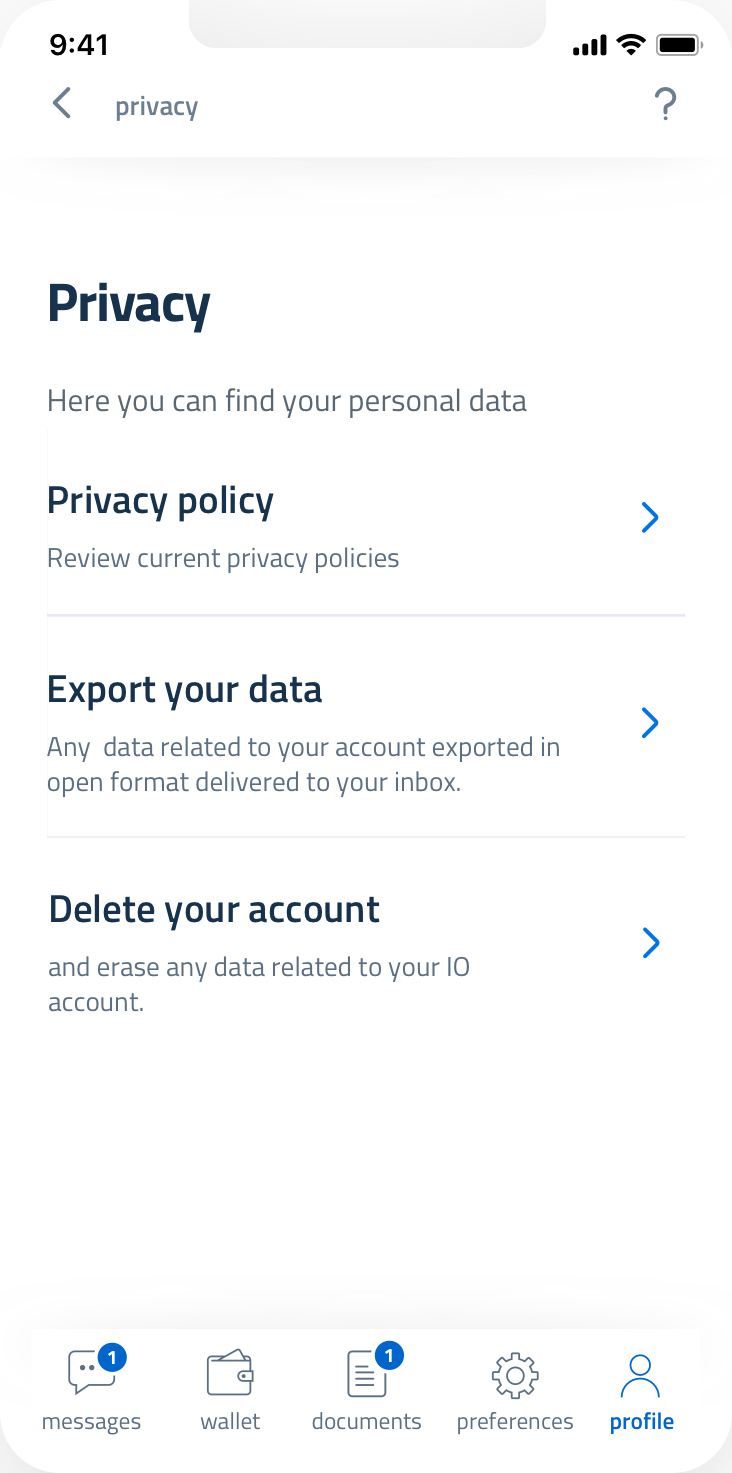 9:41
privacy
Privacy
Here you can find your personal data
Privacy policy
Review current privacy policies
Export your data
Any  data related to your account exported in
open format delivered to your inbox.
Delete your account
and erase any data related to your IO
account.
1
1
messages
wallet
documents
preferences
profile